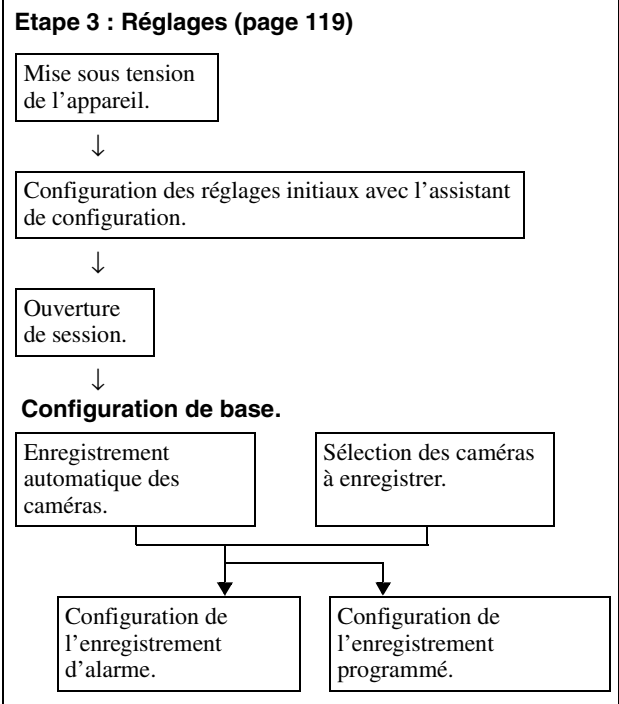 Etape 3 : Réglages (page 119)
Mise sous tension
de l’appareil.
↓
Configuration des réglages initiaux avec l’assistant
de configuration.
↓
Ouverture
de session.
↓
Configuration de base.
Enregistrement
automatique des
caméras.
Sélection des caméras
à enregistrer.
Configuration de
l’enregistrement
d’alarme.
Configuration de
l’enregistrement
programmé.